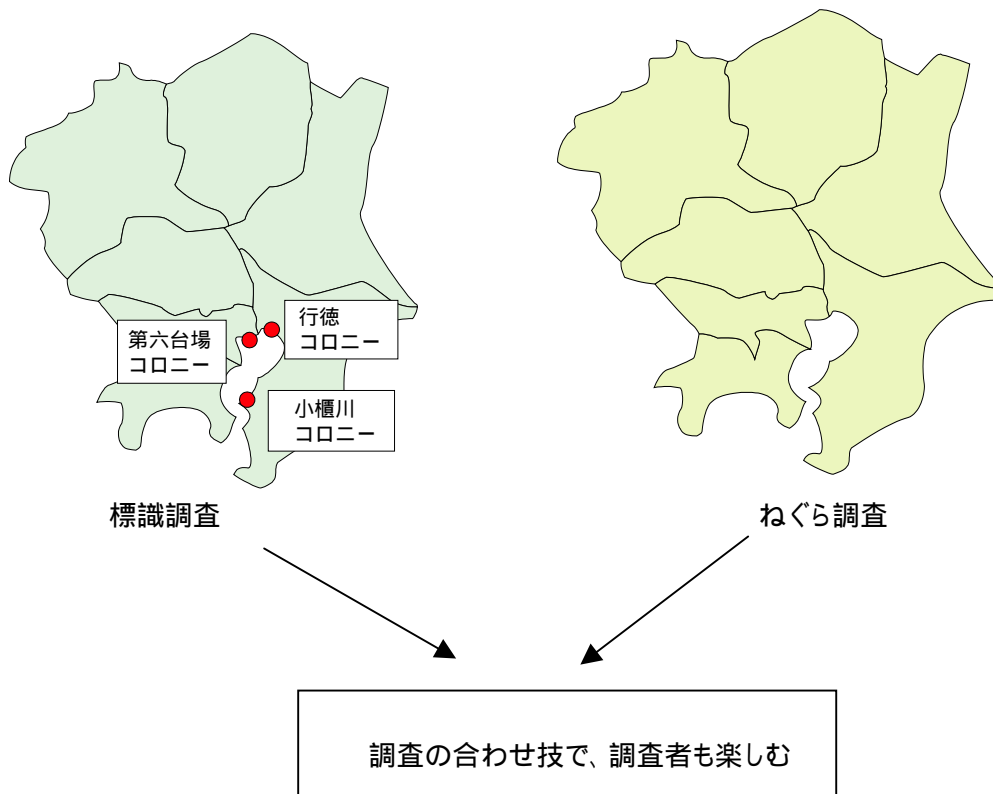 第六台場
コロニー
行徳
コロニー
小櫃川
コロニー
標識調査
ねぐら調査
調査の合わせ技で、調査者も楽しむ